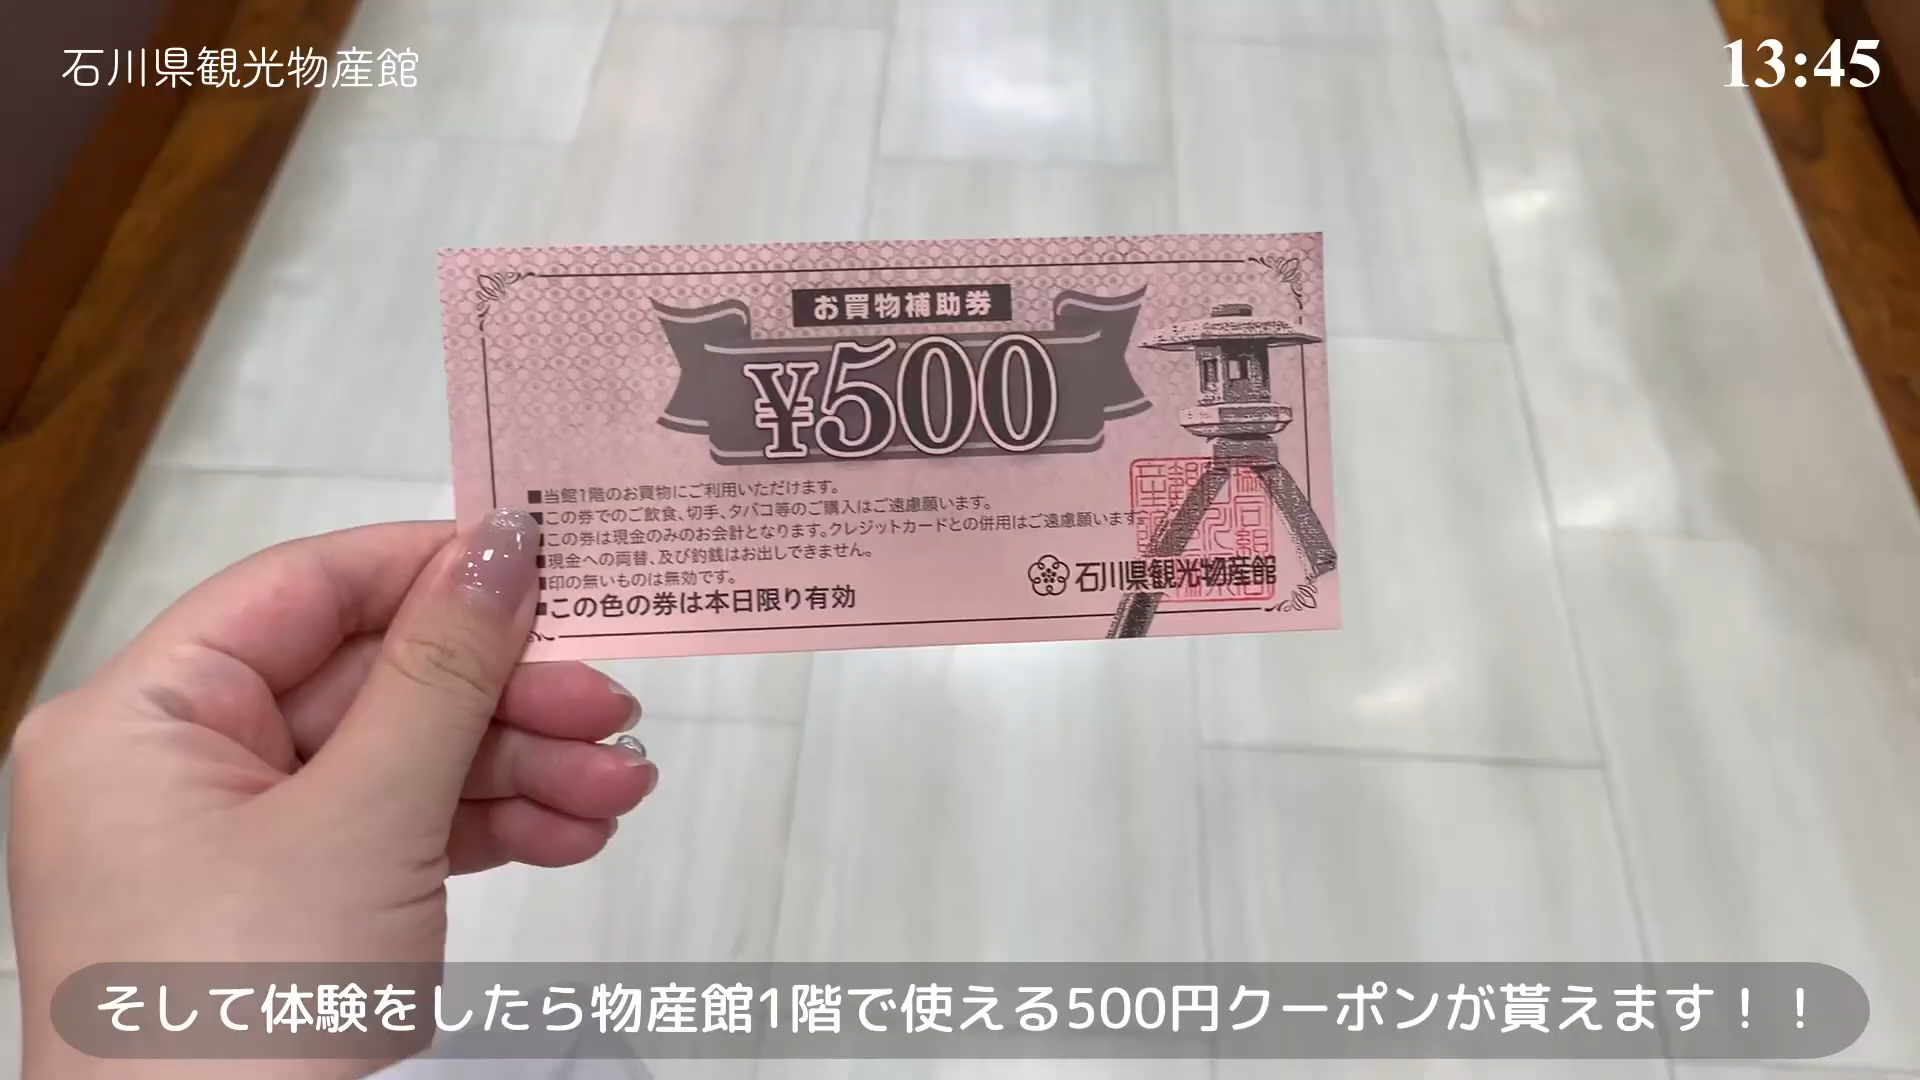 石川県観光物産館
13:45
お買物補助券
¥500
■当館1階のお買物にご利用いただけます。
■この券でのご飲食、切手、タバコ等のご購入はご遠慮願います。
■この券は現金のみのお会計となります。クレジットカードとの併用はご遠慮願います。
■現金への両替、及び釣銭はお出しできません。
■印の無いものは無効です。
■この色の券は本日限り有効
石川県観光物産館
そして体験をしたら物産館1階で使える500円クーポンが貰えます！！